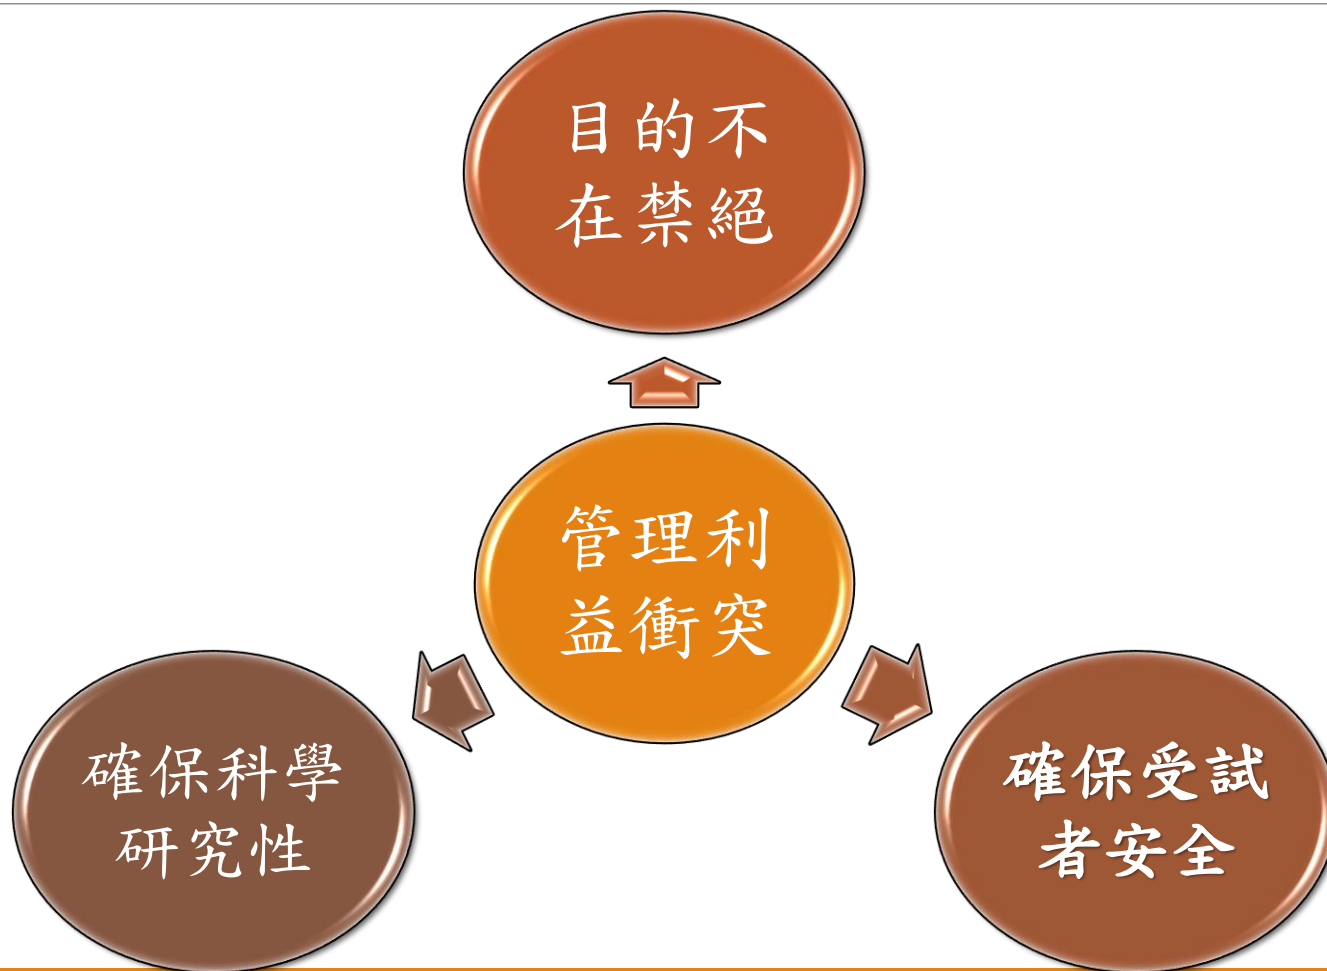 目的不
在禁絕
管理利
益衝突
確保科學
研究性
確保受試
者安全